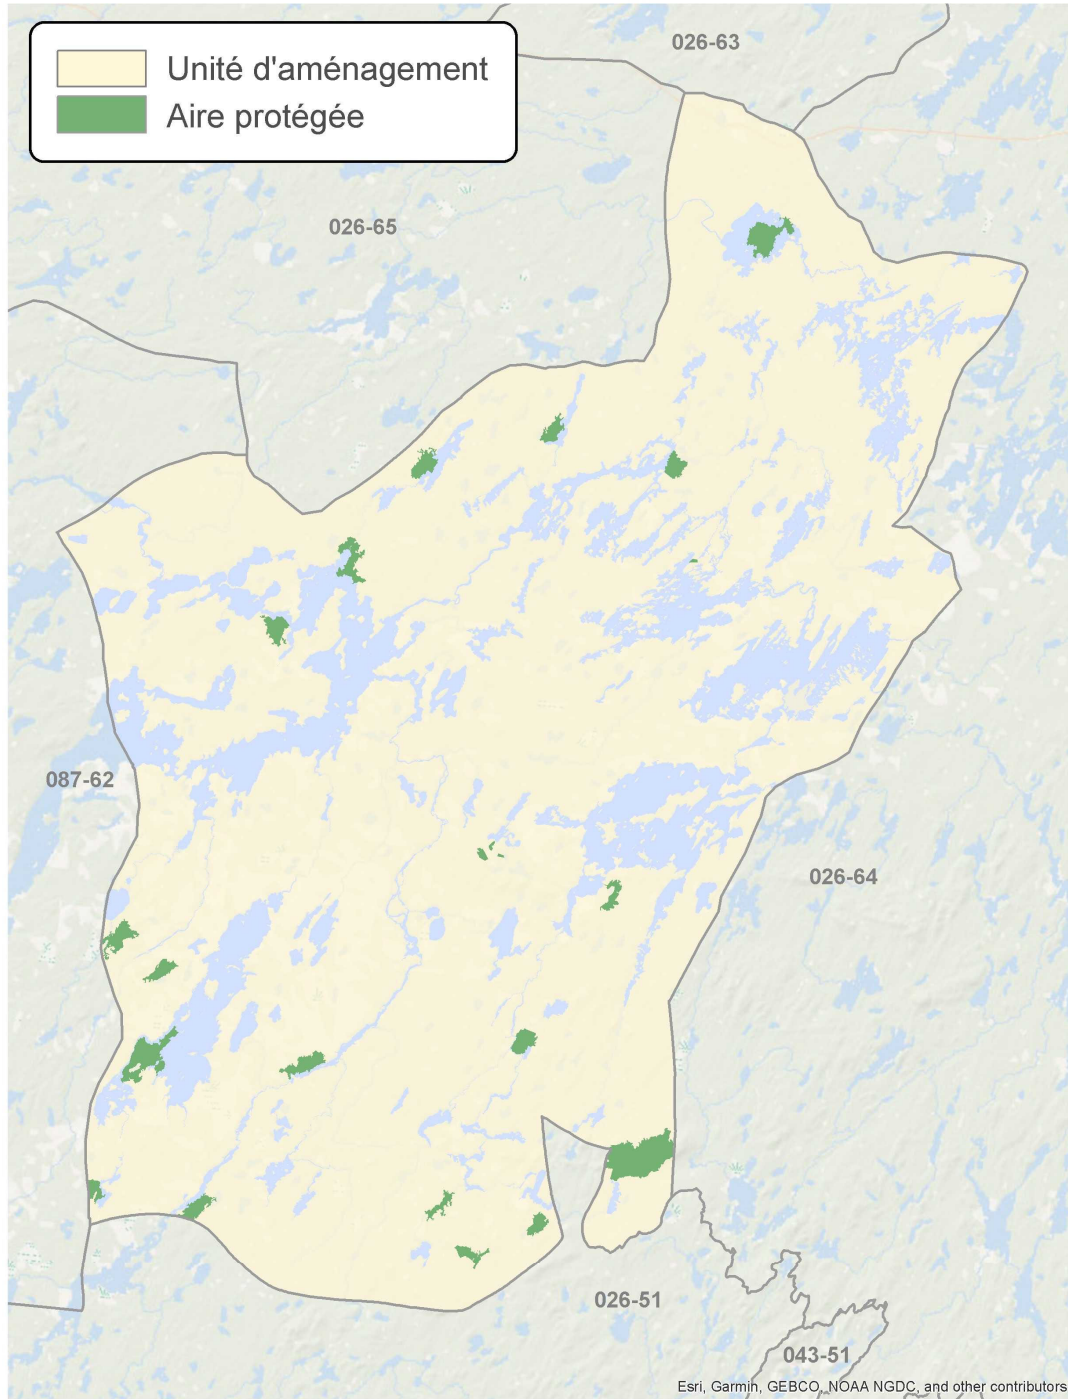 026-63
Unité d'aménagement
Aire protégée
026-65
087-62
026-64
026-51
043-51
Esri, Garmin, GEBCO, NOAA NGDC, and other contributors